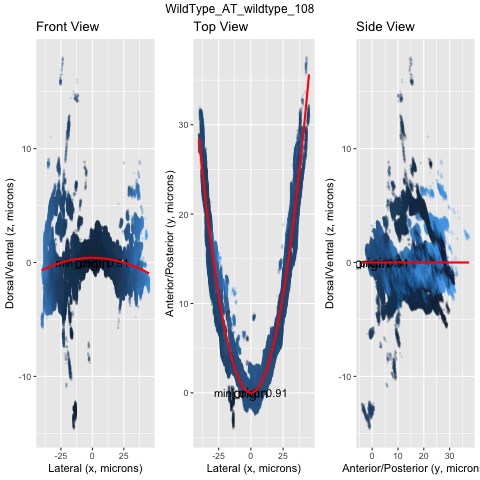 WildType_AT_wildtype_108
Front View
Top View
Side View
Dorsal/Ventral (z, microns)
10
0
-10
-25
0
25
Lateral (x, microns)
Anterior/Posterior (y, microns)
30
20
10
0
-25
0
25
Lateral (x, microns)
Dorsal/Ventral (z, microns)
10
0
-10
0
10
20
30
Anterior/Posterior (y, micron